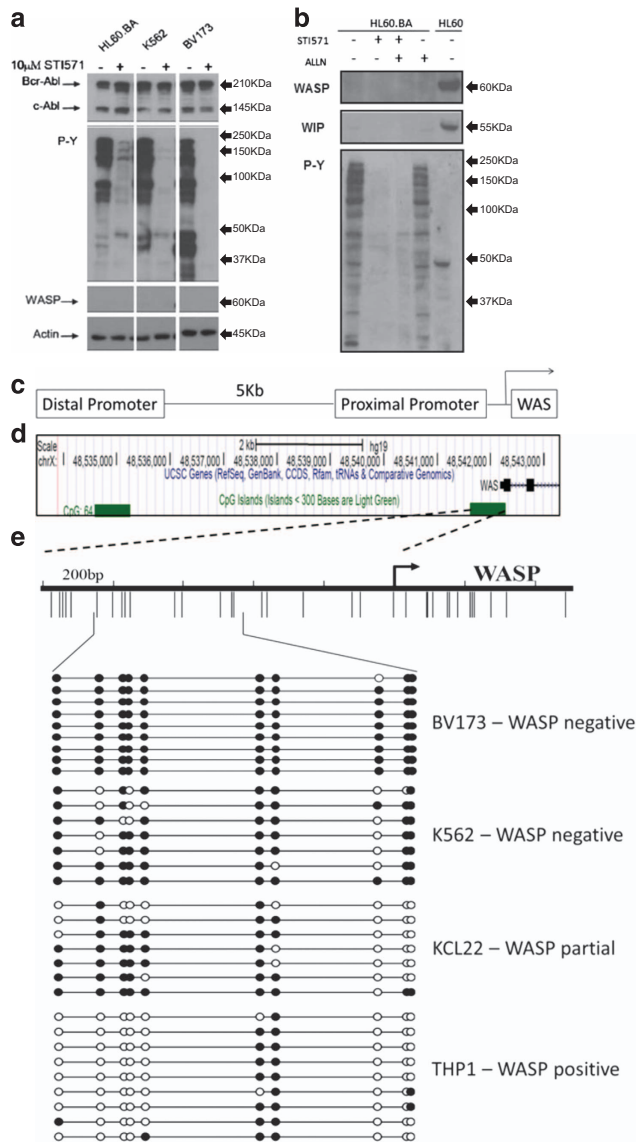 a
HL60.BA K562 BV173
10μM STI571 - + - + - +
Bcr-Abl 210KDa
c-Abl 145KDa
P-Y 250KDa
150KDa
100KDa
50KDa
37KDa
WASP 60KDa
Actin 45KDa
b
HL60.BA HL60
STI571 - + + - -
ALLN - - + + -
WASP 60KDa
WIP 55KDa
P-Y 250KDa
150KDa
100KDa
50KDa
37KDa
c
Distal Promoter 5Kb Proximal Promoter WAS
d
Scale 2 kb hg19
chrX: 48,535,000 48,536,000 48,537,000 48,538,000 48,539,000 48,540,000 48,541,000 48,542,000 48,543,000
UCSC Genes (RefSeq, GenBank, CCDS, Rfam, tRNAs & Comparative Genomics)
WAS
CpG Islands (Islands < 300 Bases are Light Green)
CpG: 64
e
200bp WASP
BV173 – WASP negative
K562 – WASP negative
KCL22 – WASP partial
THP1 – WASP positive